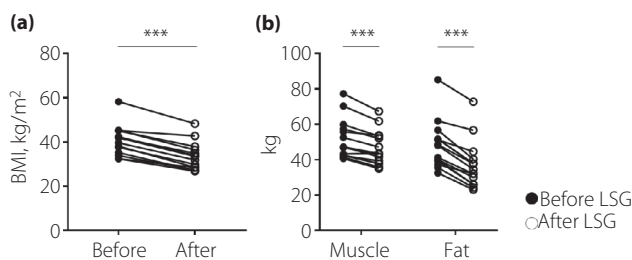 (a)
***
80
60
40
20
0
BMI, kg/m²
Before After
(b)
*** ***
100
80
60
40
20
0
kg
Muscle Fat
Before LSG
After LSG